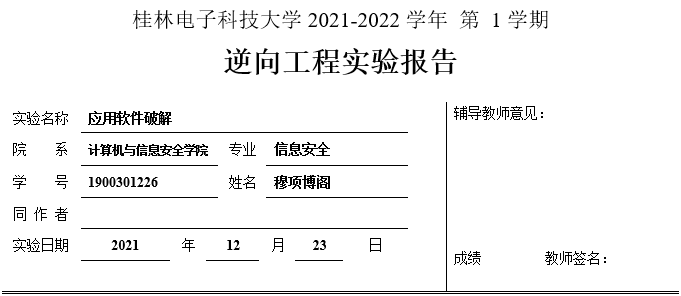 桂林电子科技大学 2021-2022 学年 第 1 学期
逆向工程实验报告
实验名称 应用软件破解
院 系 计算机与信息安全学院 专业 信息安全
学 号 1900301226 姓名 穆项博阁
同 作 者
实验日期 2021 年 12 月 23 日
辅导教师意见：
成绩 教师签名：